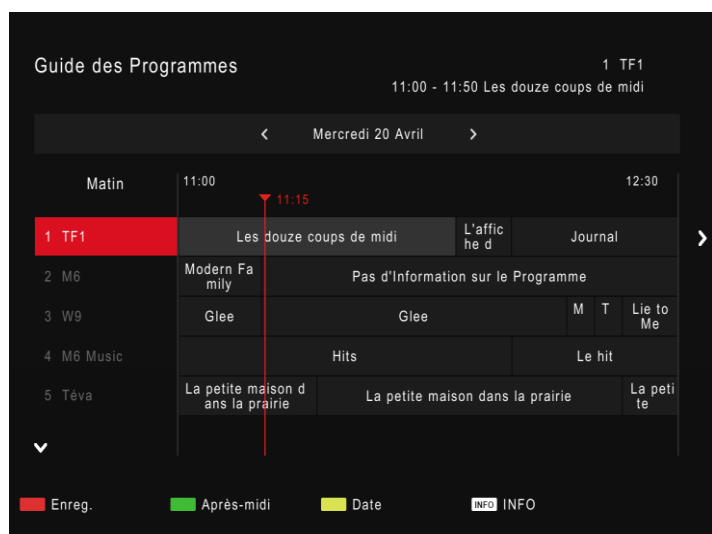 Guide des Programmes
1 TF1
11:00 - 11:50 Les douze coups de midi
Mercredi 20 Avril
Matin
11:00
12:30
11:15
1 TF1
Les douze coups de midi
L'affic
he d
Journal
2 M6
Modern Fa
mily
Pas d'Information sur le Programme
3 W9
Glee
Glee
M
T
Lie to
Me
4 M6 Music
Hits
Le hit
5 Téva
La petite maison d
ans la prairie
La petite maison dans la prairie
La peti
te
Enreg.
Après-midi
Date
INFO INFO